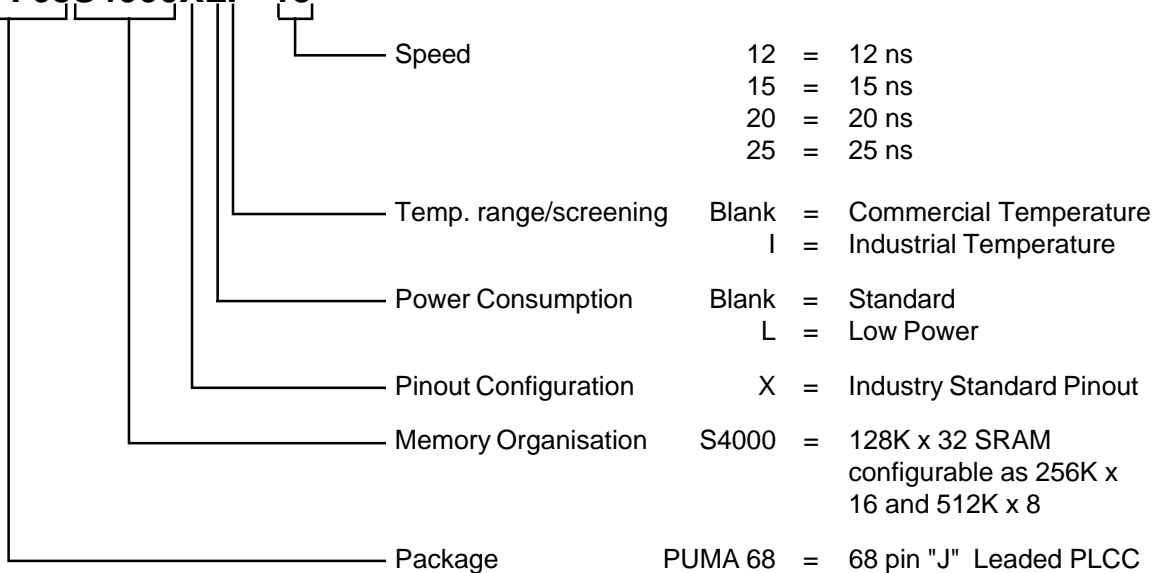 Speed 12 = 12 ns
15 = 15 ns
20 = 20 ns
25 = 25 ns
Temp. range/screening Blank = Commercial Temperature
I = Industrial Temperature
Power Consumption Blank = Standard
L = Low Power
Pinout Configuration X = Industry Standard Pinout
Memory Organisation S4000 = 128K x 32 SRAM
configurable as 256K x
16 and 512K x 8
Package PUMA 68 = 68 pin "J" Leaded PLCC